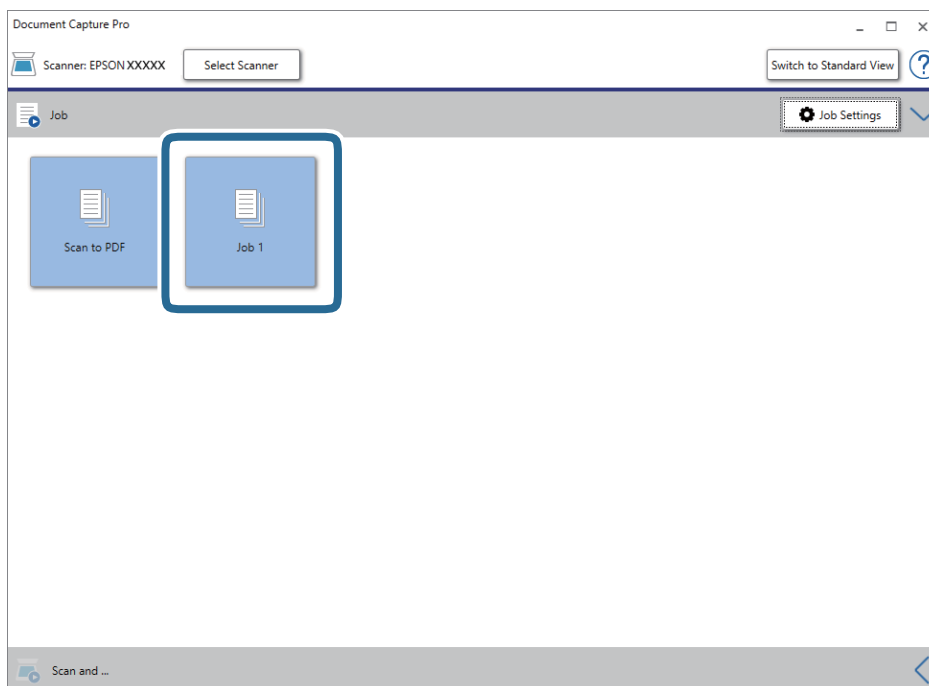 Document Capture Pro
Scanner: EPSON XXXXX Select Scanner Switch to Standard View ?
Job Job Settings
Scan to PDF Job 1
Scan and ...